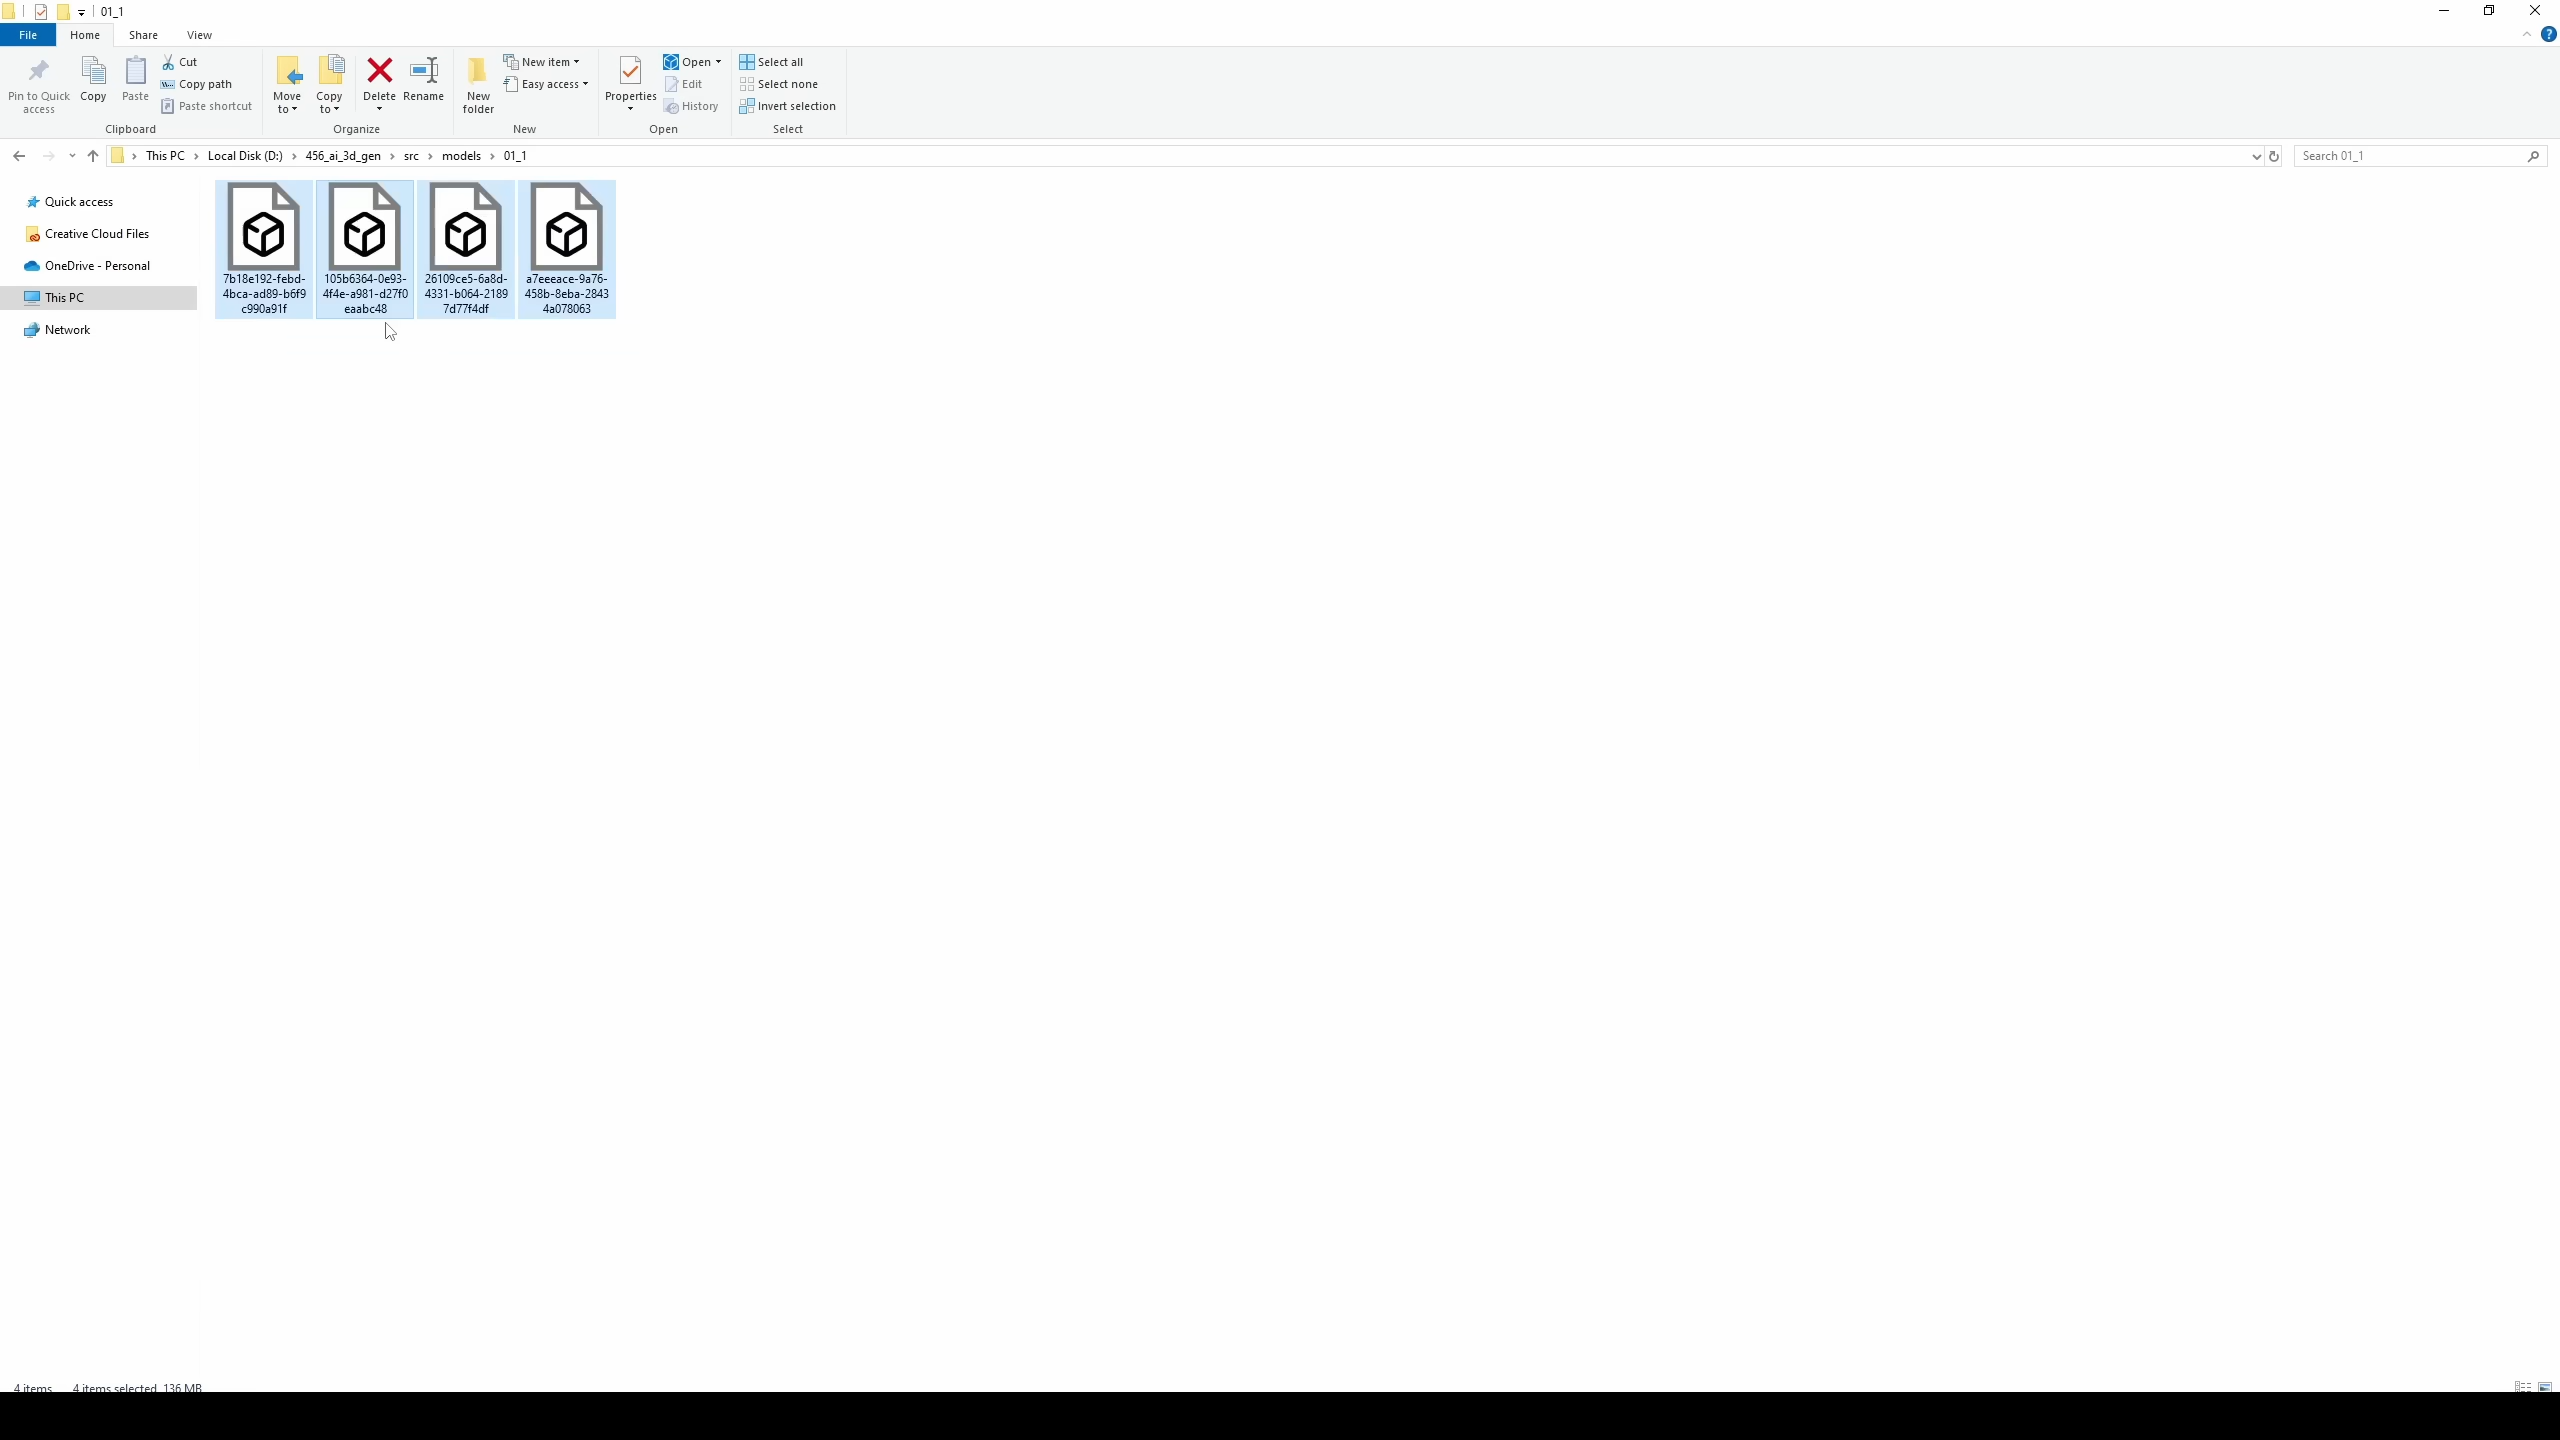 01_1
File Home Share View
Pin to Quick access
Copy
Paste
Cut
Copy path
Paste shortcut
Clipboard
Move to
Copy to
Delete
Rename
Organize
New folder
New item
Easy access
New
Properties
Open
Edit
History
Open
Select all
Select none
Invert selection
Select
This PC › Local Disk (D:) › 456_ai_3d_gen › src › models › 01_1
Search 01_1
Quick access
Creative Cloud Files
OneDrive - Personal
This PC
Network
7b18e192-febd-
4bca-ad89-b6f9
c990a91f
105b6364-0e93-
4f4e-a981-d27f0
eaabc48
26109ce5-6a8d-
4331-b064-2189
7d77f4df
a7eeeace-9a76-
458b-8eba-2843
4a078063
4 items 4 items selected 136 MB